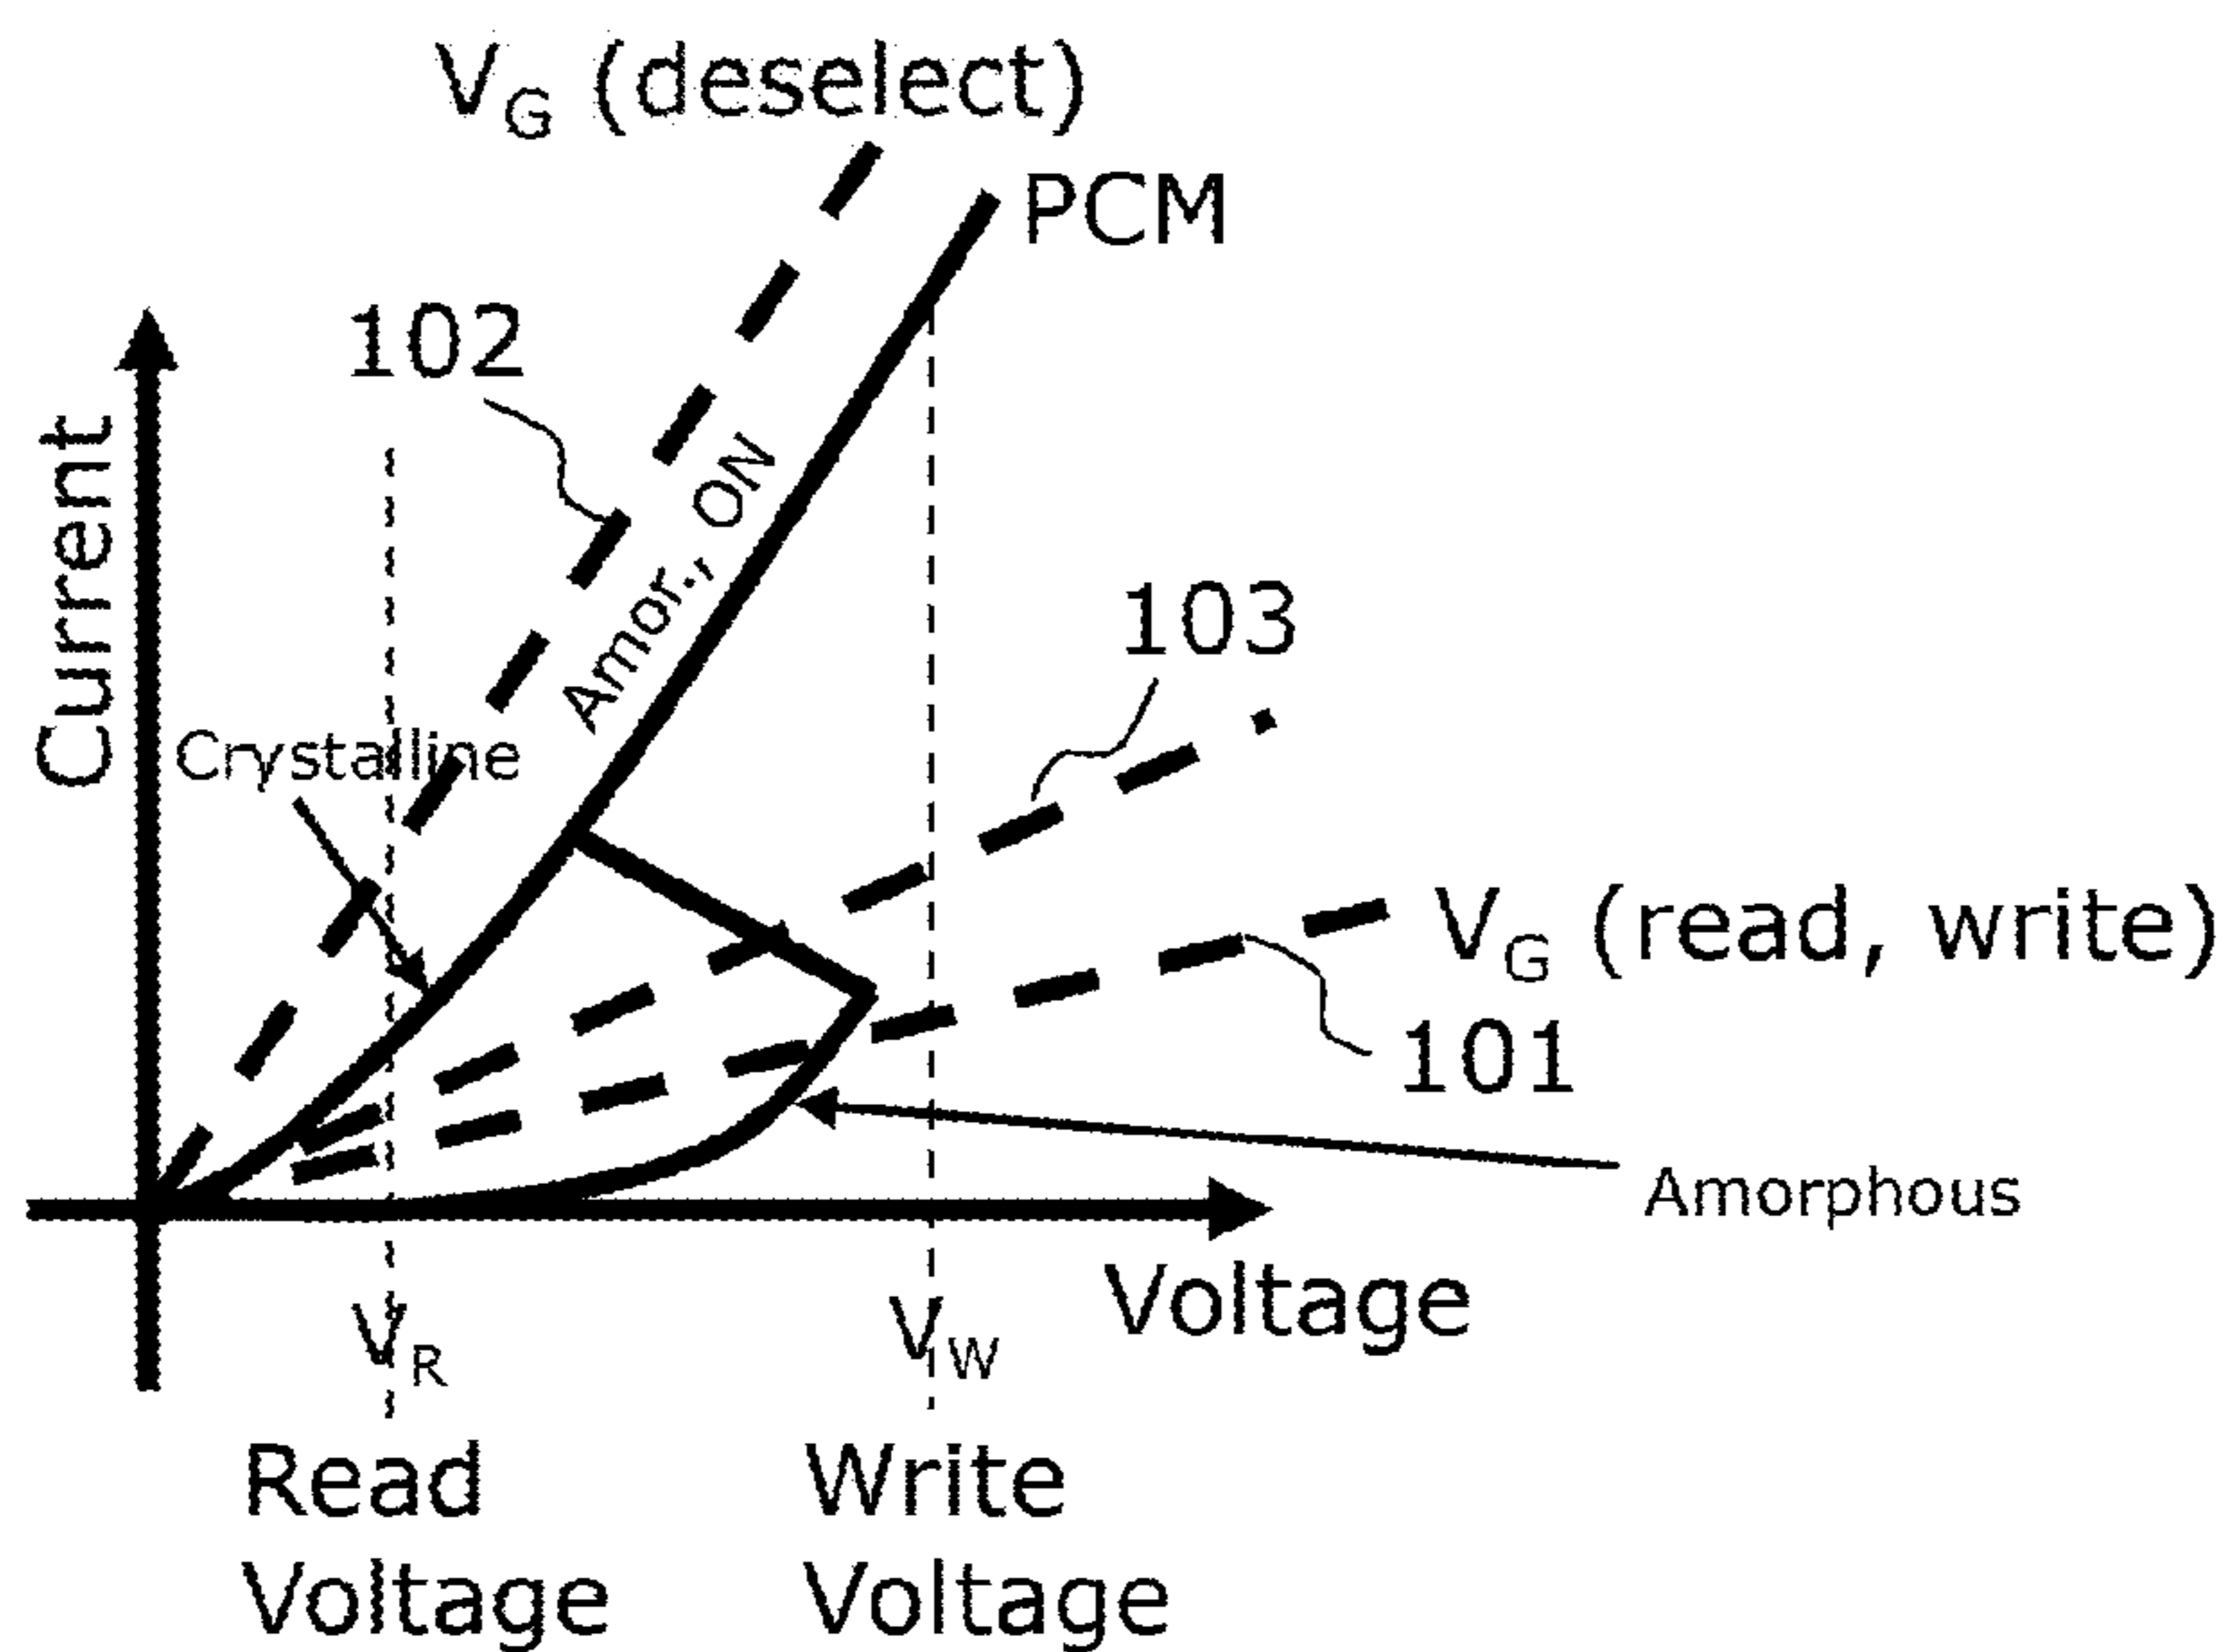 V_G (deselect)
PCM
102
Amor., ON
103
Current
Crystalline
V_G (read, write)
101
Amorphous
Voltage
V_R
V_W
Read
Voltage
Write
Voltage